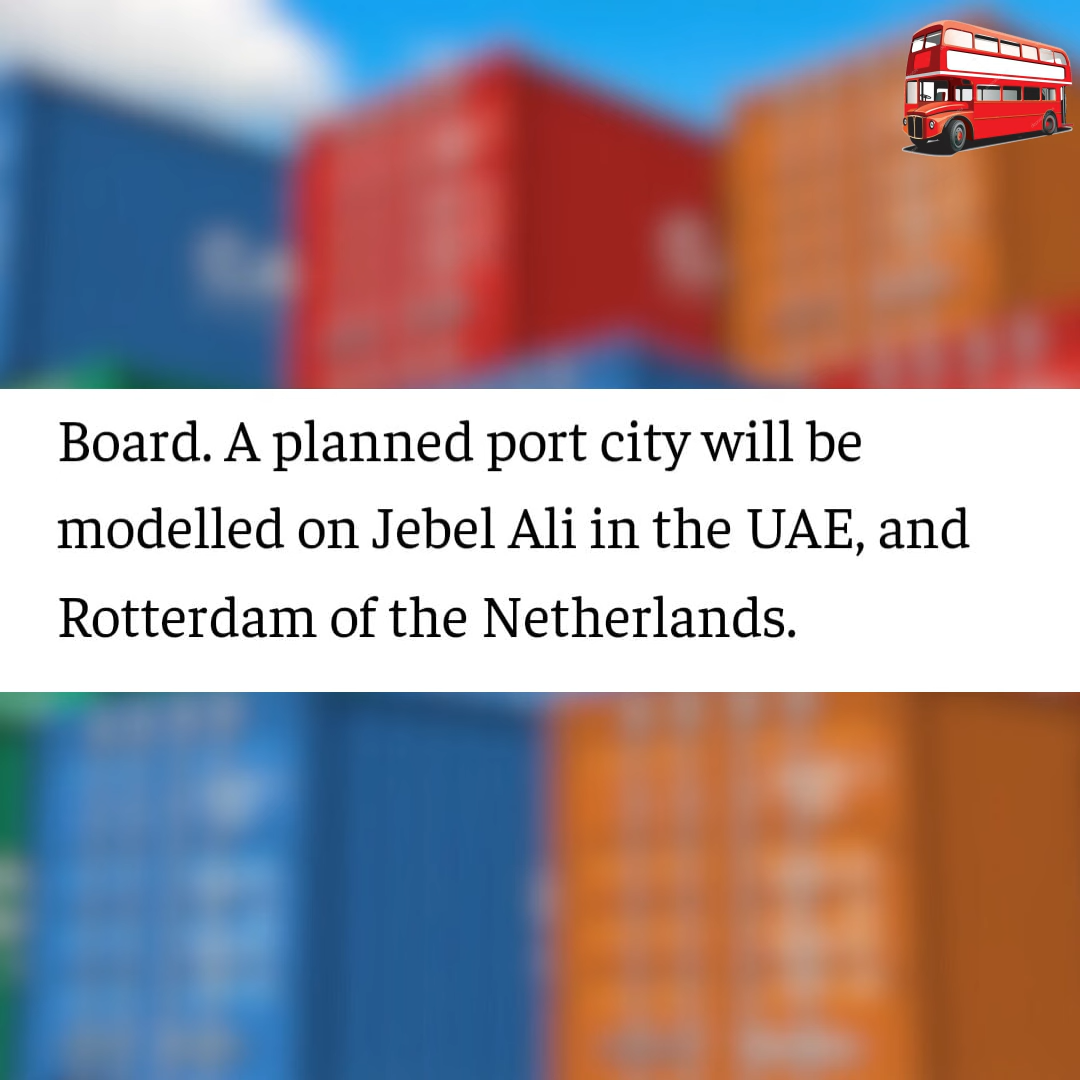 Board. A planned port city will be
modelled on Jebel Ali in the UAE, and
Rotterdam of the Netherlands.